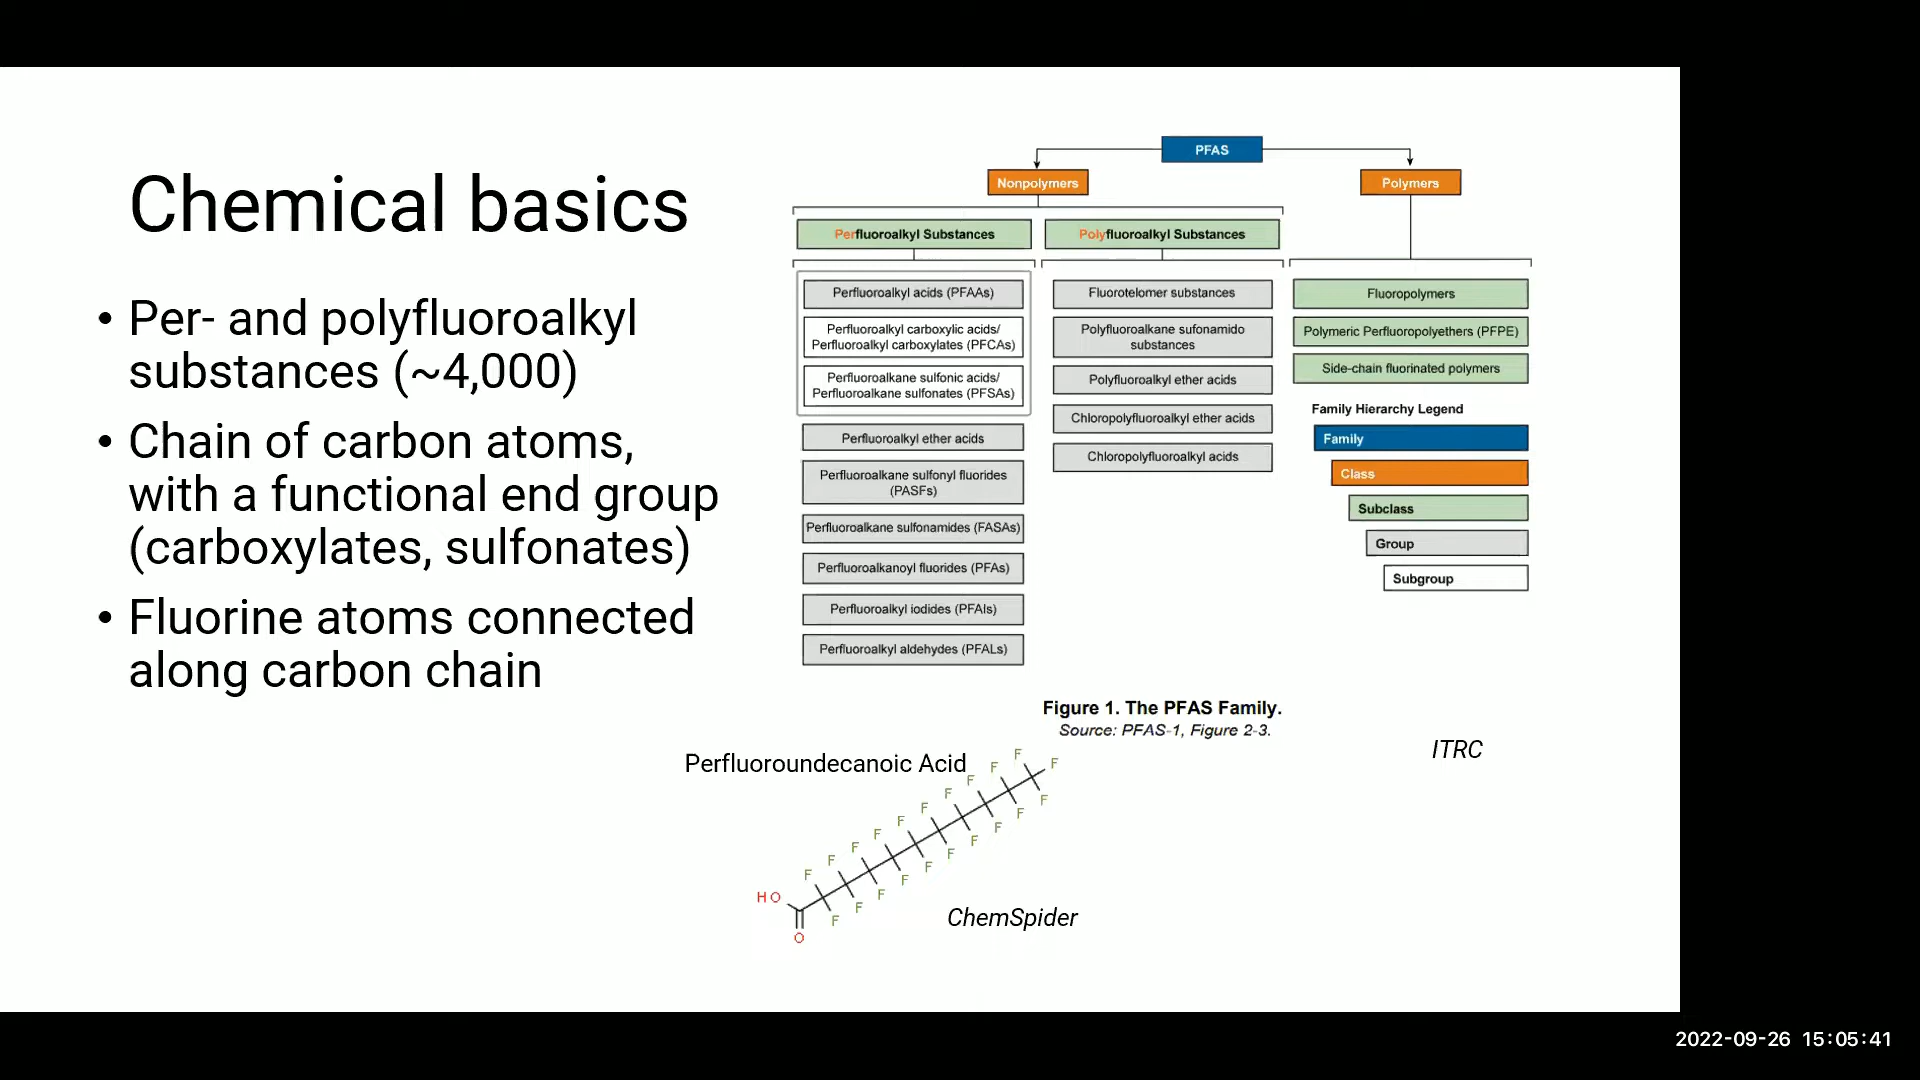 Chemical basics
• Per- and polyfluoroalkyl
substances (~4,000)
• Chain of carbon atoms,
with a functional end group
(carboxylates, sulfonates)
• Fluorine atoms connected
along carbon chain
PFAS
Nonpolymers
Polymers
Perfluoroalkyl Substances
Polyfluoroalkyl Substances
Perfluoroalkyl acids (PFAAs)
Perfluoroalkyl carboxylic acids/
Perfluoroalkyl carboxylates (PFCAs)
Perfluoroalkane sulfonic acids/
Perfluoroalkane sulfonates (PFSAs)
Perfluoroalkyl ether acids
Perfluoroalkane sulfonyl fluorides
(PASFs)
Perfluoroalkane sulfonamides (FASAs)
Perfluoroalkanoyl fluorides (PFAs)
Perfluoroalkyl iodides (PFAIs)
Perfluoroalkyl aldehydes (PFALs)
Fluorotelomer substances
Polyfluoroalkane sufonamido
substances
Polyfluoroalkyl ether acids
Chloropolyfluoroalkyl ether acids
Chloropolyfluoroalkyl acids
Fluoropolymers
Polymeric Perfluoropolyethers (PFPE)
Side-chain fluorinated polymers
Family Hierarchy Legend
Family
Class
Subclass
Group
Subgroup
Figure 1. The PFAS Family.
Source: PFAS-1, Figure 2-3.
ITRC
Perfluoroundecanoic Acid
F F F F F F F F F F F
F F F F F F F F F F
HO
O
ChemSpider
2022-09-26 15:05:41